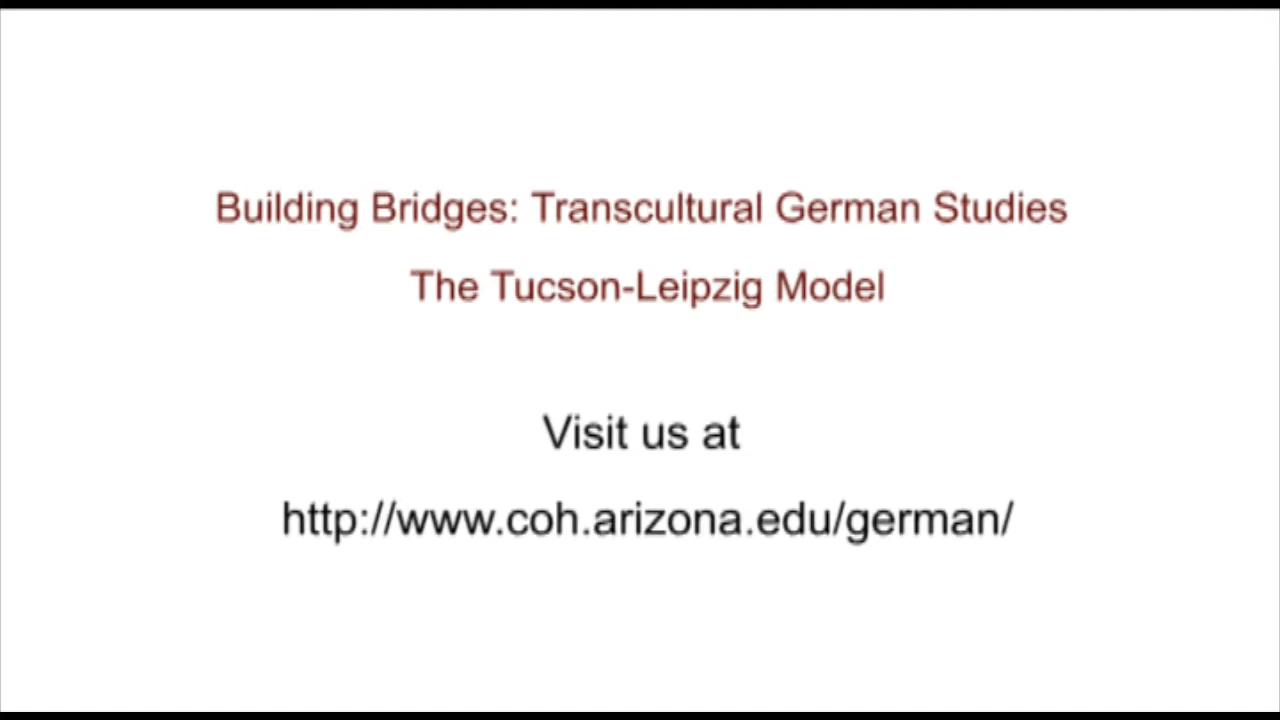 Building Bridges: Transcultural German Studies
The Tucson-Leipzig Model
Visit us at
http://www.coh.arizona.edu/german/